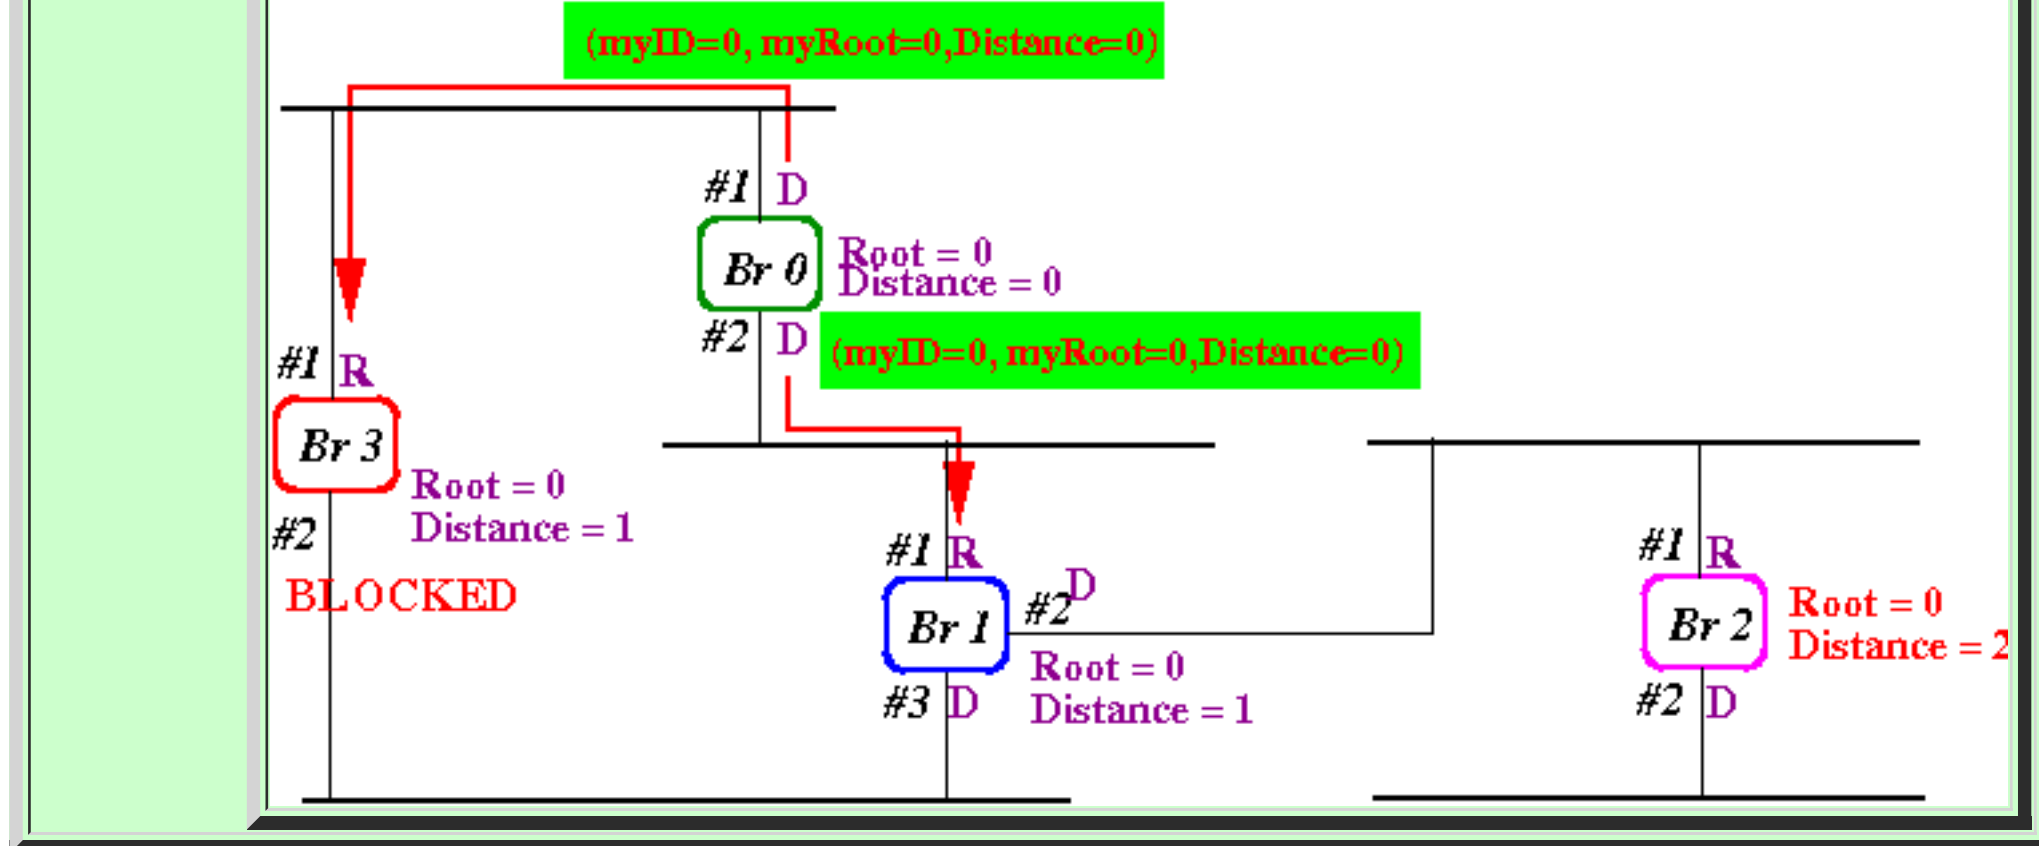 (myID=0, myRoot=0,Distance=0)
#1 D
Br 0
Root = 0
Distance = 0
#2 D
(myID=0, myRoot=0,Distance=0)
#1 R
Br 3
Root = 0
Distance = 1
#2
BLOCKED
#1 R
Br 1
#2 D
Root = 0
Distance = 1
#3 D
#1 R
Br 2
Root = 0
Distance = 2
#2 D